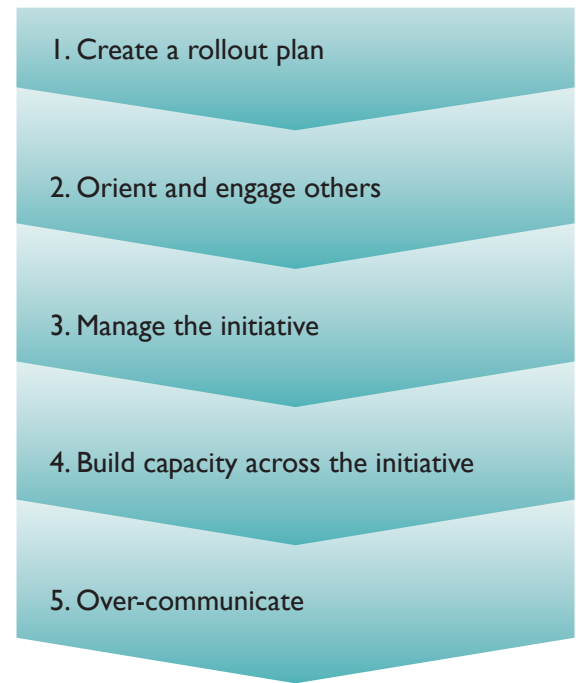 1. Create a rollout plan
2. Orient and engage others
3. Manage the initiative
4. Build capacity across the initiative
5. Over-communicate